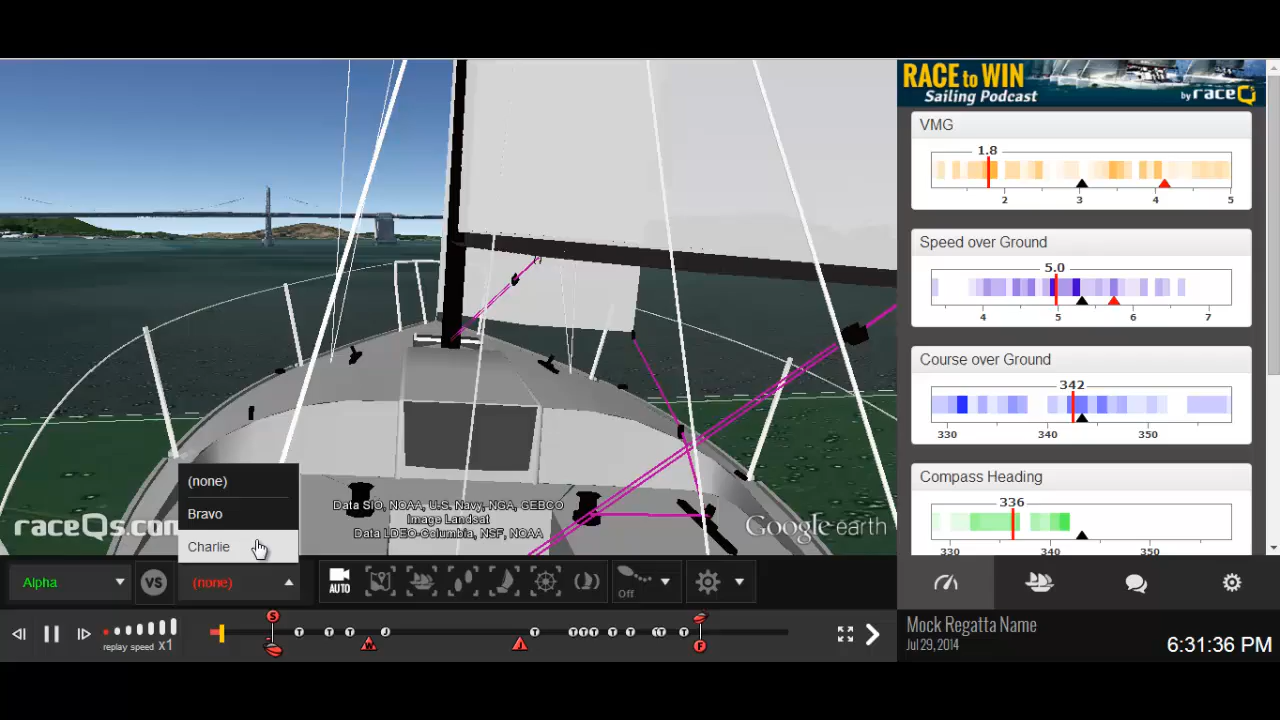 RACE to WIN
Sailing Podcast
by raceQs
VMG
1.8
2 3 4 5
Speed over Ground
5.0
4 5 6 7
Course over Ground
342
330 340 350
Compass Heading
336
330 340 350
(none)
Bravo
Charlie
raceQs.com
Data SIO, NOAA, U.S. Navy, NGA, GEBCO
Image Landsat
Data LDEO-Columbia, NSF, NOAA
Google earth
Alpha
VS
(none)
AUTO
Off
replay speed x1
S
T T T J T T T T T T T T T
W J F
Mock Regatta Name
Jul 29, 2014
6:31:36 PM